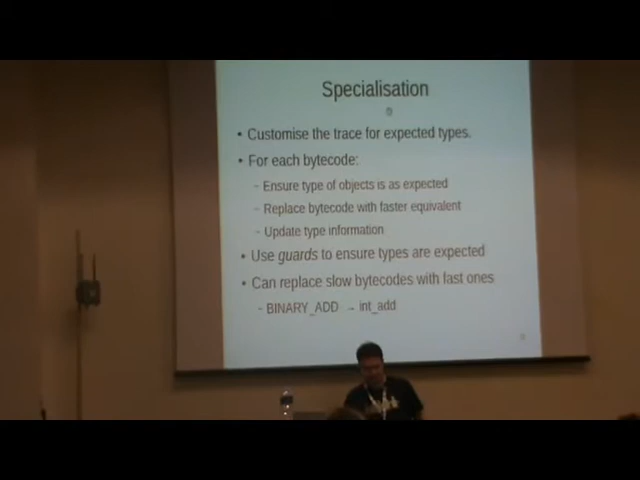 Specialisation
• Customise the trace for expected types.
• For each bytecode:
– Ensure type of objects is as expected
– Replace bytecode with faster equivalent
– Update type information
• Use guards to ensure types are expected
• Can replace slow bytecodes with fast ones
– BINARY_ADD → int_add